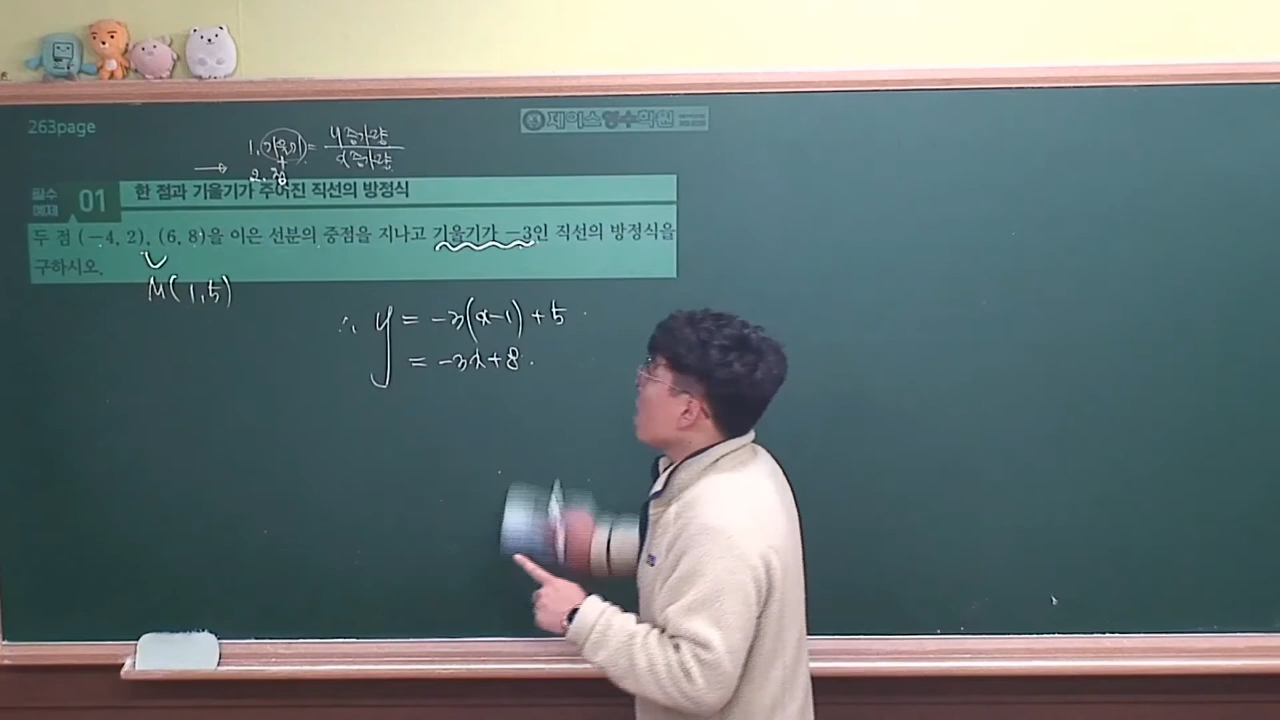 263page
제이스영수학원
1. 기울기 = y증가량 / x증가량
→ + 
2. 점
필수 예제 01 한 점과 기울기가 주어진 직선의 방정식
두 점 (−4, 2), (6, 8)을 이은 선분의 중점을 지나고 기울기가 −3인 직선의 방정식을
구하시오.
M(1,5)
∴ y = −3(x−1)+5
= −3x+8.